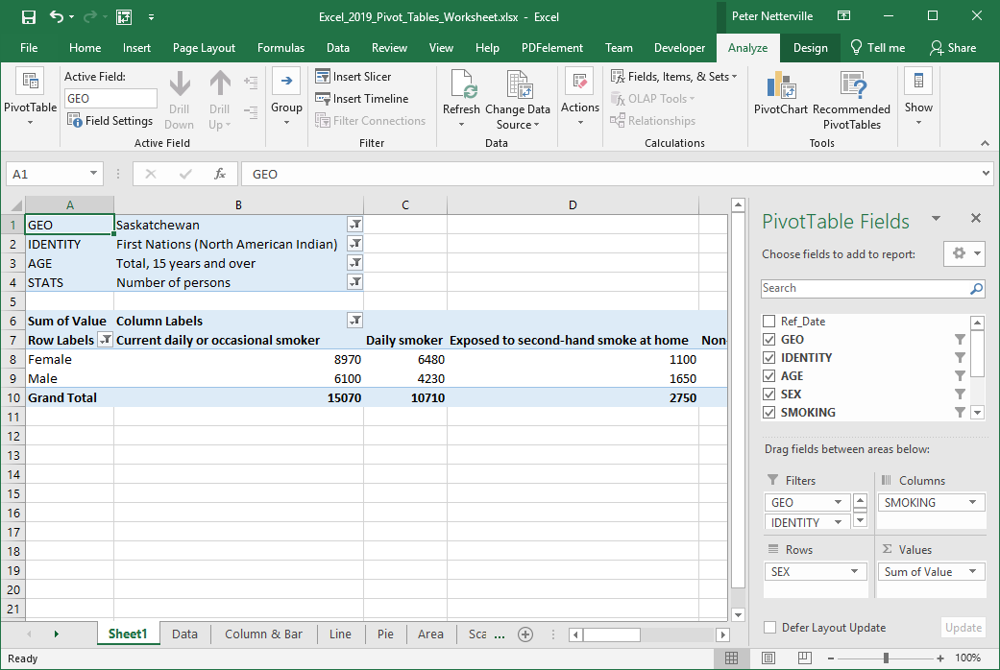 Excel_2019_Pivot_Tables_Worksheet.xlsx - Excel
Peter Netterville
File Home Insert Page Layout Formulas Data Review View Help PDFelement Team Developer Analyze Design Tell me Share
PivotTable
Active Field:
GEO
Field Settings
Drill Down
Drill Up
Active Field
Group
Insert Slicer
Insert Timeline
Filter Connections
Filter
Refresh
Change Data Source
Data
Actions
Fields, Items, & Sets
OLAP Tools
Relationships
Calculations
PivotChart
Recommended PivotTables
Tools
Show
A1 fx GEO
A B C D
1 GEO Saskatchewan
2 IDENTITY First Nations (North American Indian)
3 AGE Total, 15 years and over
4 STATS Number of persons
5
6 Sum of Value Column Labels
7 Row Labels Current daily or occasional smoker Daily smoker Exposed to second-hand smoke at home Non-
8 Female 8970 6480 1100
9 Male 6100 4230 1650
10 Grand Total 15070 10710 2750
11
12
13
14
15
16
17
18
19
20
21
PivotTable Fields
Choose fields to add to report:
Search
Ref_Date
GEO
IDENTITY
AGE
SEX
SMOKING
Drag fields between areas below:
Filters
GEO
IDENTITY
Columns
SMOKING
Rows
SEX
Σ Values
Sum of Value
Defer Layout Update
Update
Sheet1 Data Column & Bar Line Pie Area Sca ...
Ready
100%